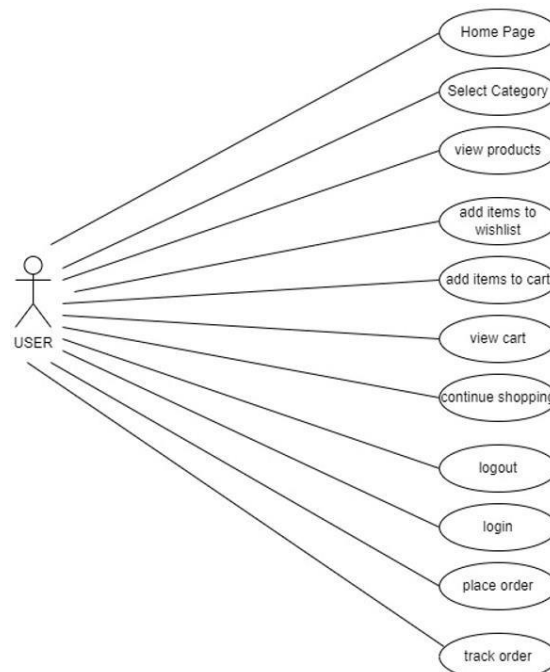 Home Page
Select Category
view products
add items to
wishlist
add items to cart
view cart
USER
continue shopping
logout
login
place order
track order